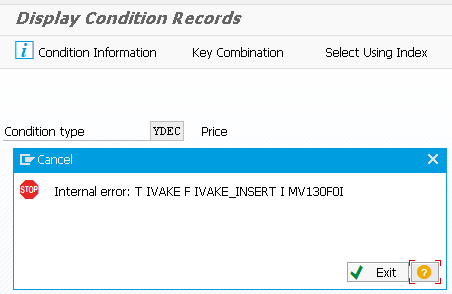 Display Condition Records
i Condition Information Key Combination Select Using Index
Condition type YDEC Price
Cancel
STOP Internal error: T IVAKE F IVAKE_INSERT I MV130F0I
Exit ?